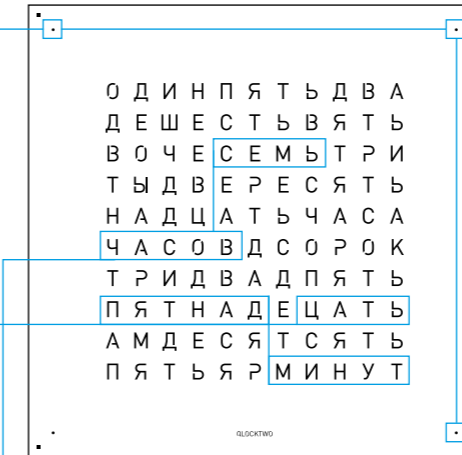 ОДИНПЯТЬДВА
ДЕШЕСТЬВЯТЬ
ВОЧЕСЕМЬТРИ
ТЫДВЕРЕСЯТЬ
НАДЦАТЬЧАСА
ЧАСОВДСОРОК
ТРИДВАДПЯТЬ
ПЯТНАДЕЦАТЬ
АМДЕСЯТСЯТЬ
ПЯТЬЯРМИНУТ
QLOCKTWO